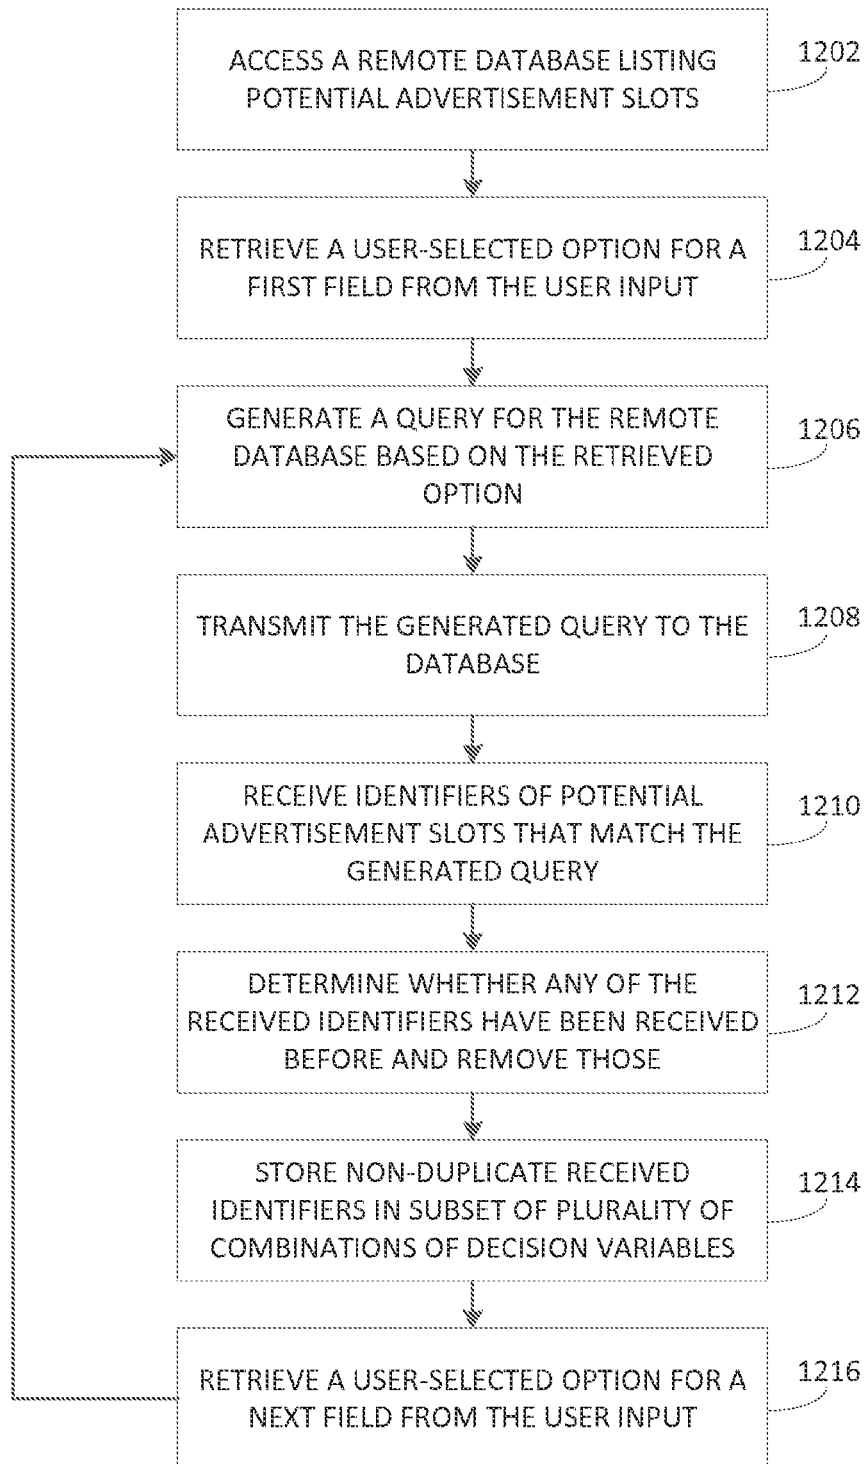 ACCESS A REMOTE DATABASE LISTING
POTENTIAL ADVERTISEMENT SLOTS
1202
RETRIEVE A USER-SELECTED OPTION FOR A
FIRST FIELD FROM THE USER INPUT
1204
GENERATE A QUERY FOR THE REMOTE
DATABASE BASED ON THE RETRIEVED
OPTION
1206
TRANSMIT THE GENERATED QUERY TO THE
DATABASE
1208
RECEIVE IDENTIFIERS OF POTENTIAL
ADVERTISEMENT SLOTS THAT MATCH THE
GENERATED QUERY
1210
DETERMINE WHETHER ANY OF THE
RECEIVED IDENTIFIERS HAVE BEEN RECEIVED
BEFORE AND REMOVE THOSE
1212
STORE NON-DUPLICATE RECEIVED
IDENTIFIERS IN SUBSET OF PLURALITY OF
COMBINATIONS OF DECISION VARIABLES
1214
RETRIEVE A USER-SELECTED OPTION FOR A
NEXT FIELD FROM THE USER INPUT
1216